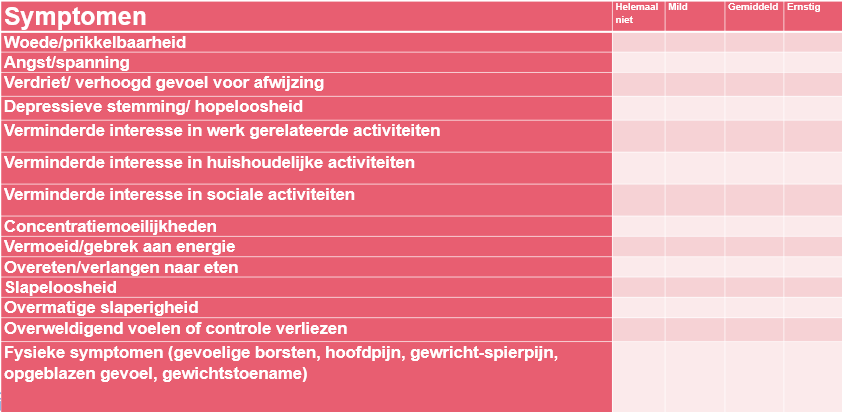 Symptomen
Helemaal niet
Mild
Gemiddeld
Ernstig
Woede/prikkelbaarheid
Angst/spanning
Verdriet/ verhoogd gevoel voor afwijzing
Depressieve stemming/ hopeloosheid
Verminderde interesse in werk gerelateerde activiteiten
Verminderde interesse in huishoudelijke activiteiten
Verminderde interesse in sociale activiteiten
Concentratiemoeilijkheden
Vermoeid/gebrek aan energie
Overeten/verlangen naar eten
Slapeloosheid
Overmatige slaperigheid
Overweldigend voelen of controle verliezen
Fysieke symptomen (gevoelige borsten, hoofdpijn, gewricht-spierpijn,
opgeblazen gevoel, gewichtstoename)